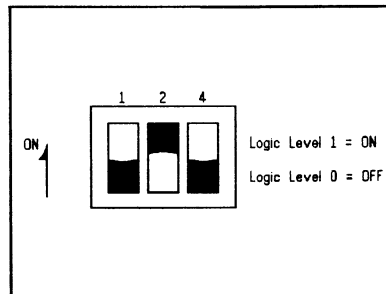 1 2 4
ON
Logic Level 1 = ON
Logic Level 0 = OFF